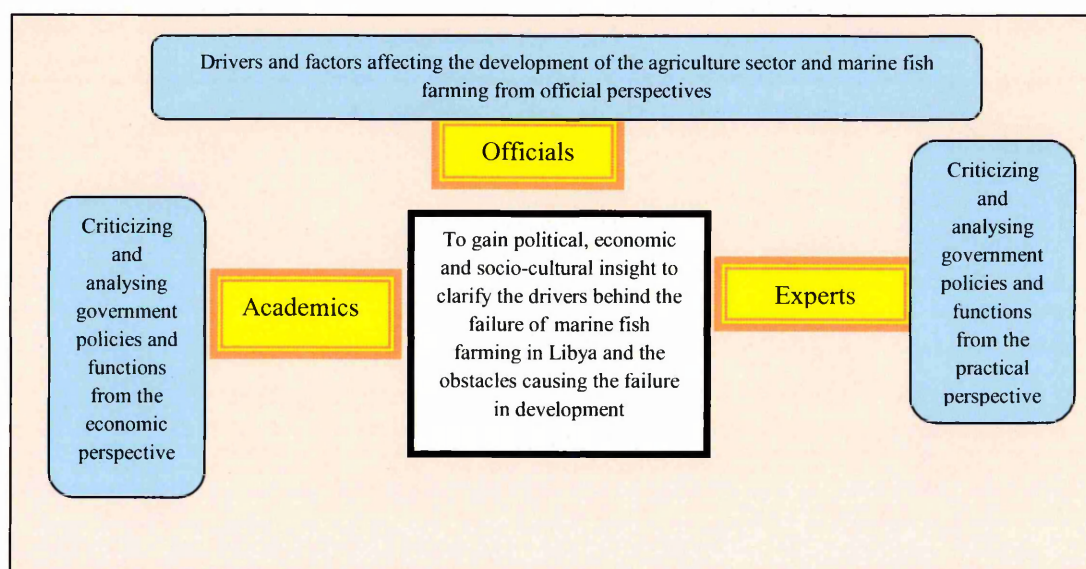 Drivers and factors affecting the development of the agriculture sector and marine fish
farming from official perspectives
Officials
Criticizing
and
analysing
government
policies and
functions
from the
economic
perspective
Academics
To gain political, economic
and socio-cultural insight to
clarify the drivers behind the
failure of marine fish
farming in Libya and the
obstacles causing the failure
in development
Experts
Criticizing
and
analysing
government
policies and
functions
from the
practical
perspective